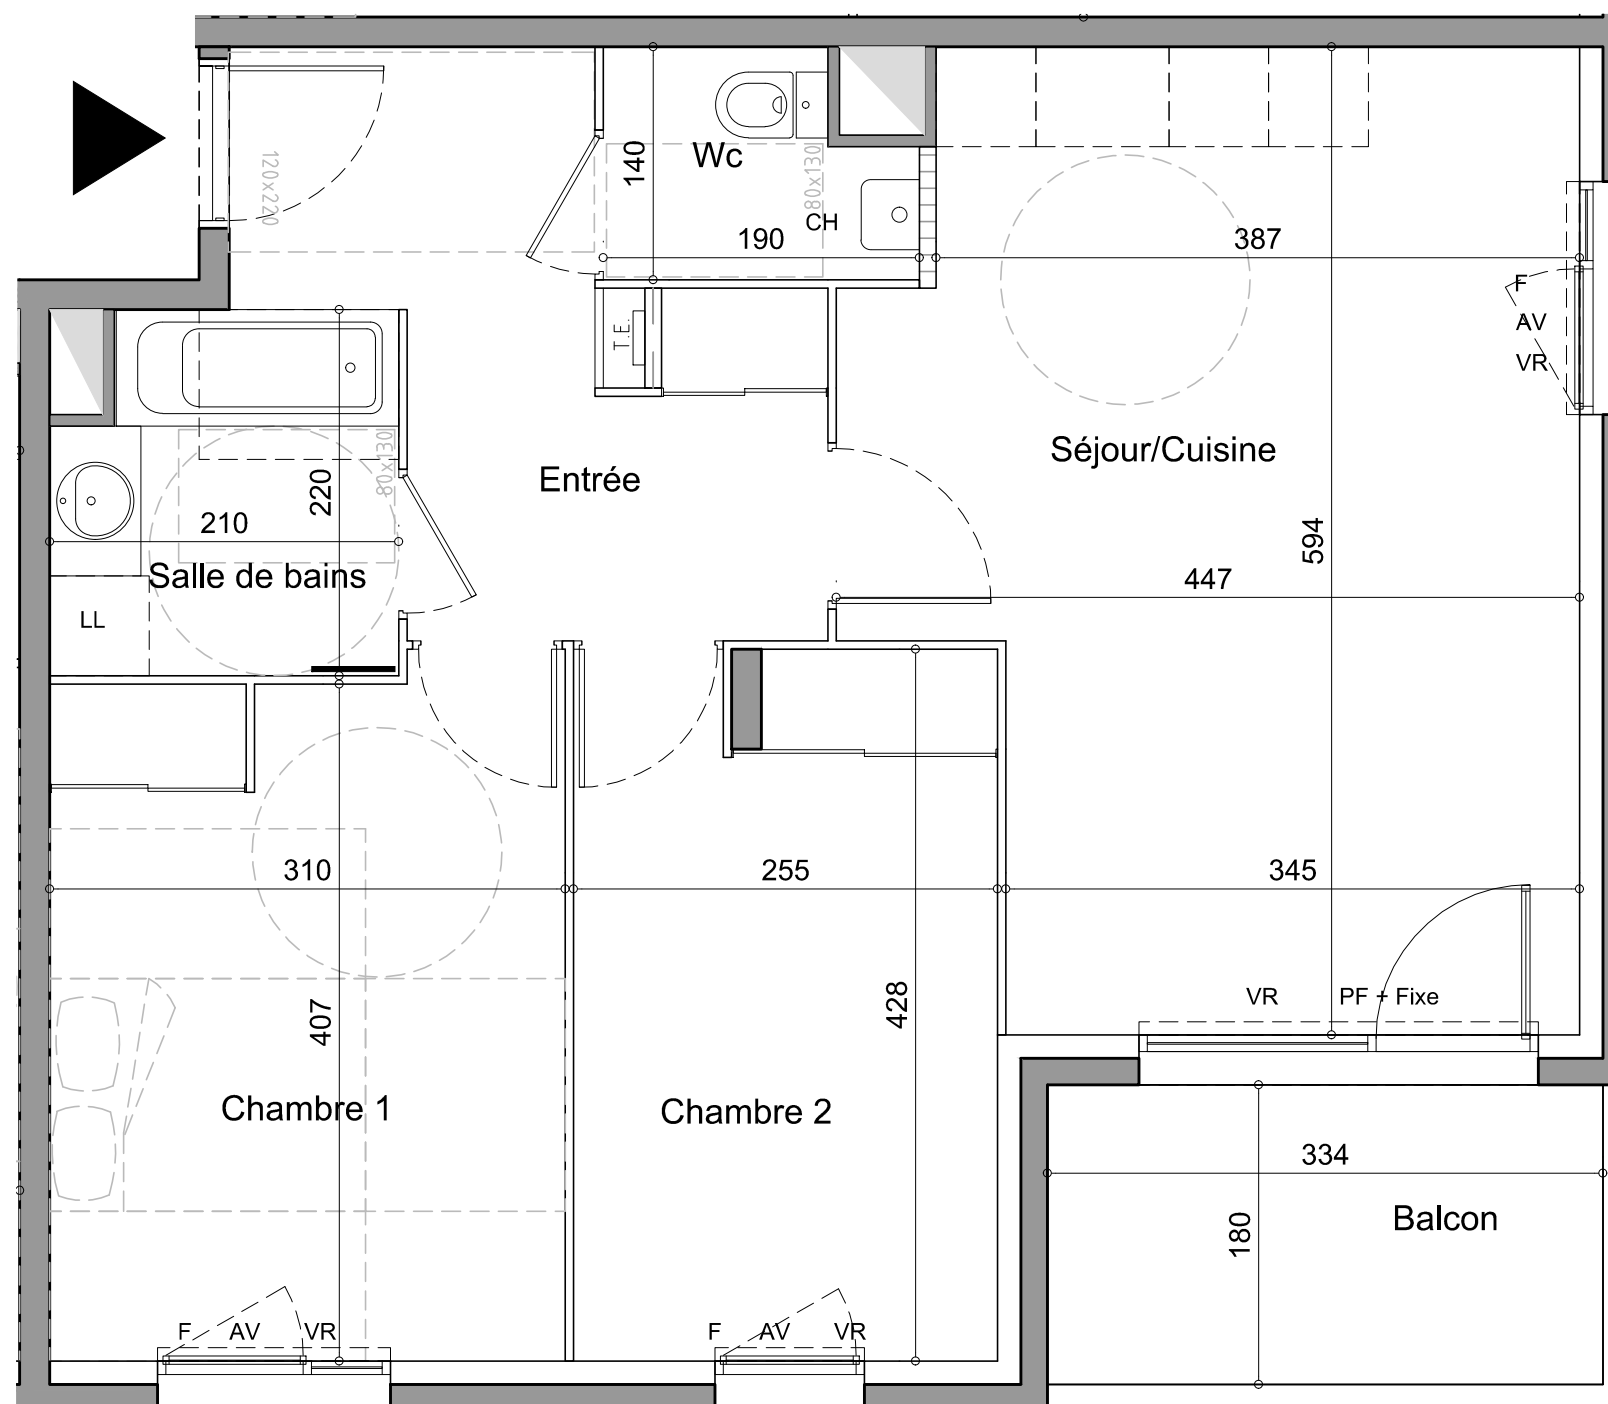 120x220
140
Wc
80x130
CH
190
387
F
AV
VR
T.E.
Séjour/Cuisine
Entrée
80x130
220
210
594
Salle de bains
447
LL
310
255
345
407
428
VR
PF + Fixe
Chambre 1
Chambre 2
334
180
Balcon
F AV VR
F AV VR